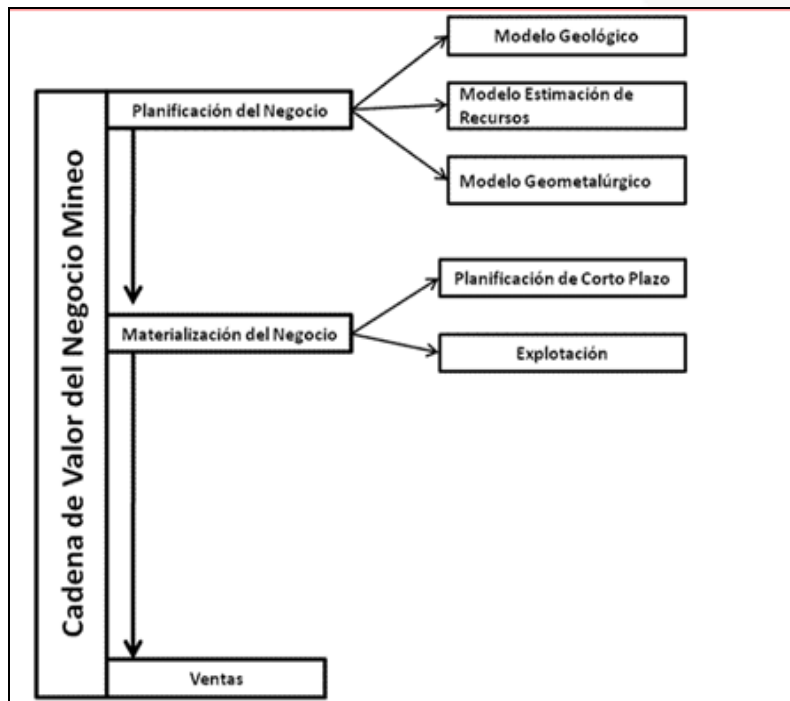 Cadena de Valor del Negocio Mineo
Modelo Geológico
Planificación del Negocio
Modelo Estimación de
Recursos
Modelo Geometalúrgico
Planificación de Corto Plazo
Materialización del Negocio
Explotación
Ventas